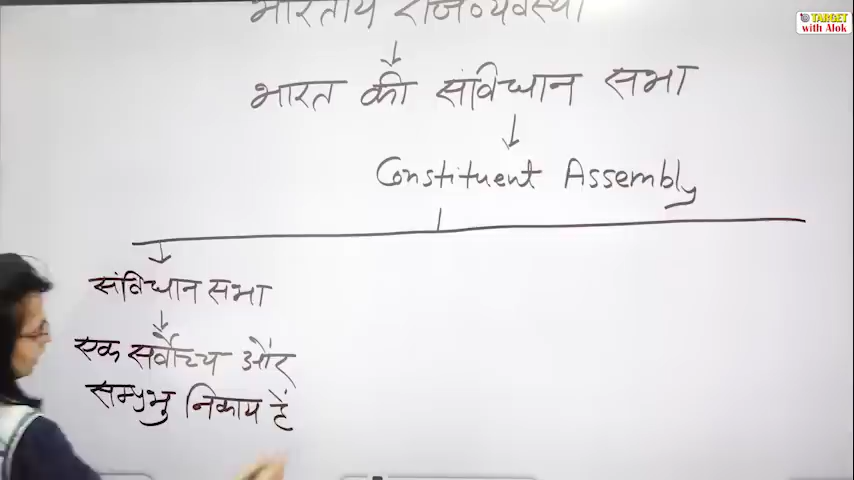 भारतीय राजव्यवस्था
TARGET
with Alok
भारत की संविधान सभा
Constituent Assembly
संविधान सभा
एक सर्वोच्च और
सम्प्रभु निकाय है